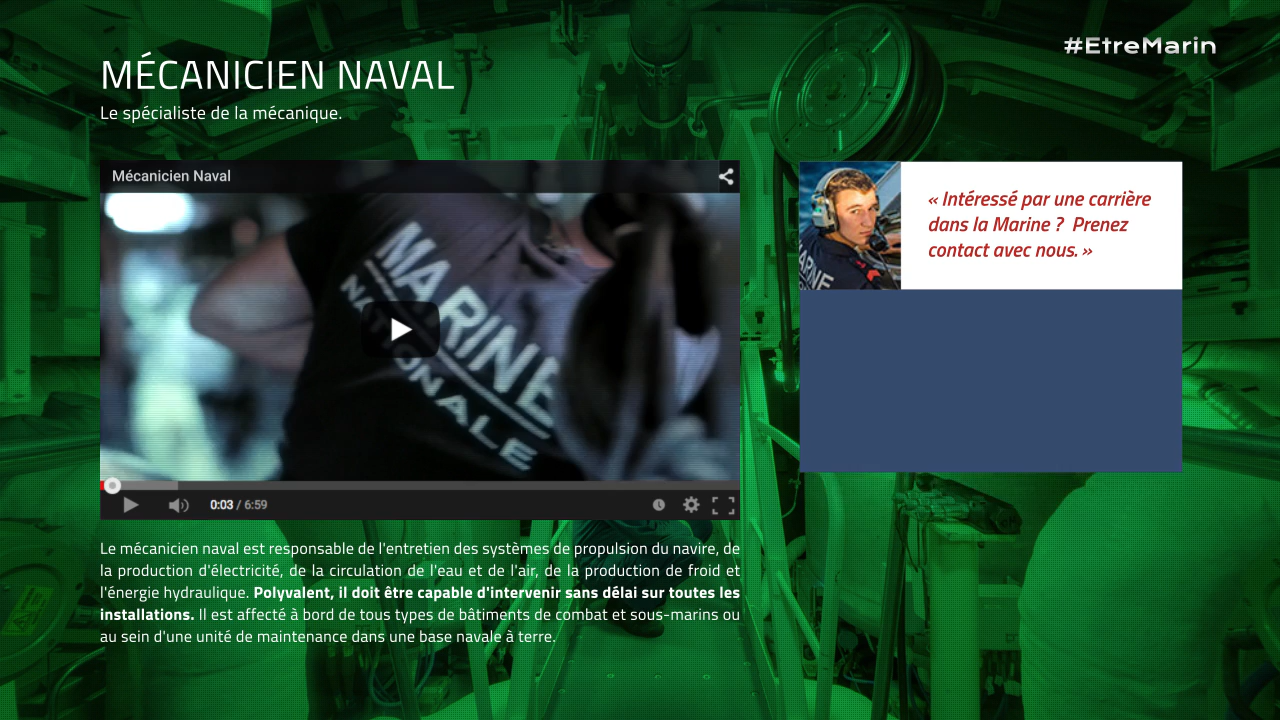 #EtreMarin
MÉCANICIEN NAVAL
Le spécialiste de la mécanique.
Mécanicien Naval
MARINE
NATIONALE
0:03 / 6:59
« Intéressé par une carrière
dans la Marine ? Prenez
contact avec nous. »
Le mécanicien naval est responsable de l'entretien des systèmes de propulsion du navire, de
la production d'électricité, de la circulation de l'eau et de l'air, de la production de froid et
l'énergie hydraulique. Polyvalent, il doit être capable d'intervenir sans délai sur toutes les
installations. Il est affecté à bord de tous types de bâtiments de combat et sous-marins ou
au sein d'une unité de maintenance dans une base navale à terre.